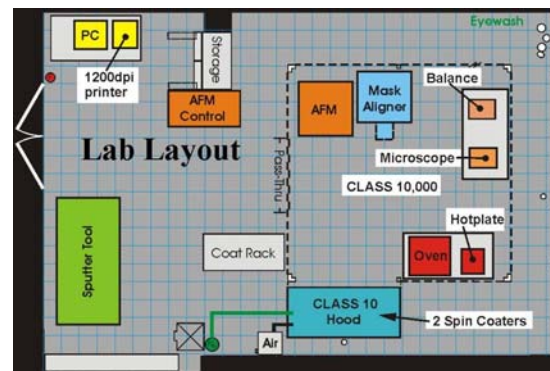 Eyewash
PC
1200dpi
printer
Storage
AFM
Control
AFM
Mask
Aligner
Balance
Microscope
Lab Layout
Pass-Thru
CLASS 10,000
Sputter Tool
Coat Rack
Oven
Hotplate
CLASS 10
Hood
2 Spin Coaters
Air